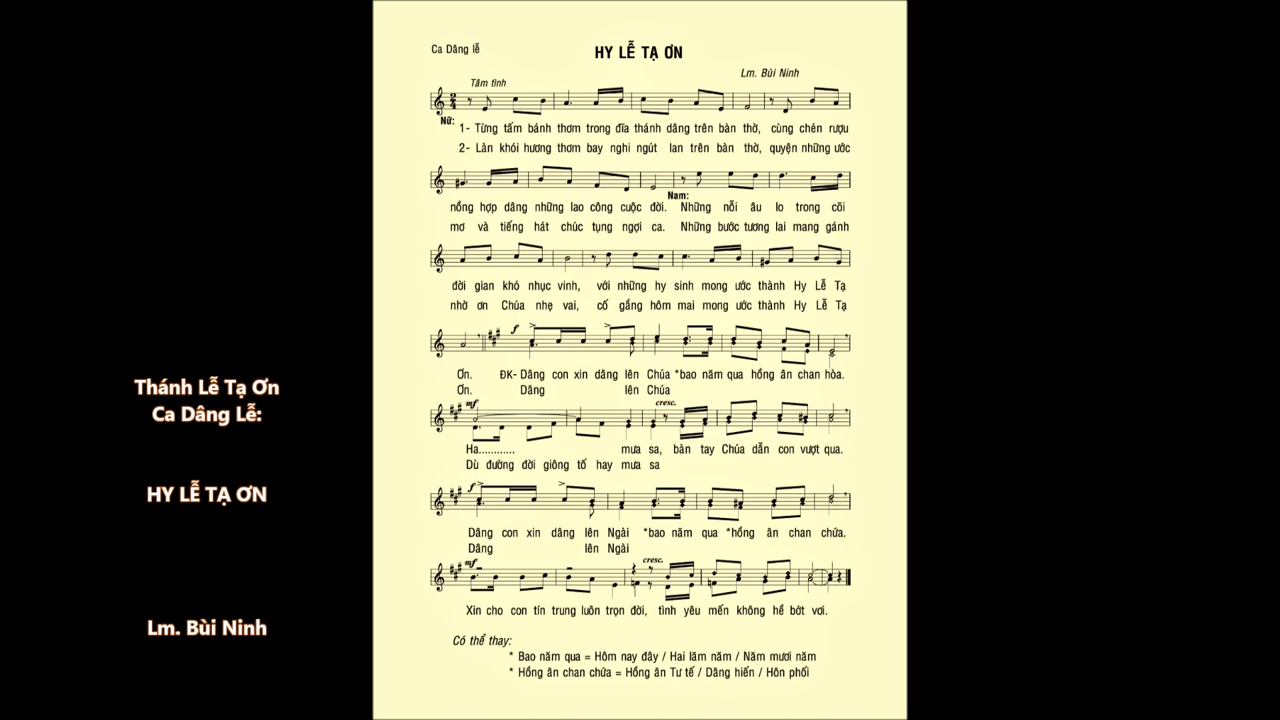 Thánh Lễ Tạ Ơn
Ca Dâng Lễ:
HY LỄ TẠ ƠN
Lm. Bùi Ninh
Ca Dâng lễ
HY LỄ TẠ ƠN
Lm. Bùi Ninh
Tâm tình
Nữ:
1- Từng tấm bánh thơm trong đĩa thánh dâng trên bàn thờ, cùng chén rượu
2- Làn khói hương thơm bay nghi ngút lan trên bàn thờ, quyện những ước
nồng hợp dâng những lao công cuộc đời. Nam: Những nỗi âu lo trong cõi
mơ và tiếng hát chúc tụng ngợi ca. Những bước tương lai mang gánh
đời gian khó nhục vinh, với những hy sinh mong ước thành Hy Lễ Tạ
nhờ ơn Chúa nhẹ vai, cố gắng hôm mai mong ước thành Hy Lễ Tạ
f
Ơn. ĐK- Dâng con xin dâng lên Chúa *bao năm qua hồng ân chan hòa.
Ơn. Dâng lên Chúa
mf cresc.
Ha............ mưa sa, bàn tay Chúa dẫn con vượt qua.
Dù đường đời giông tố hay mưa sa
f
Dâng con xin dâng lên Ngài *bao năm qua *hồng ân chan chứa.
Dâng lên Ngài
mf cresc.
Xin cho con tín trung luôn trọn đời, tình yêu mến không hề bớt vơi.
Có thể thay:
* Bao năm qua = Hôm nay đây / Hai lăm năm / Năm mươi năm
* Hồng ân chan chứa = Hồng ân Tư tế / Dâng hiến / Hôn phối